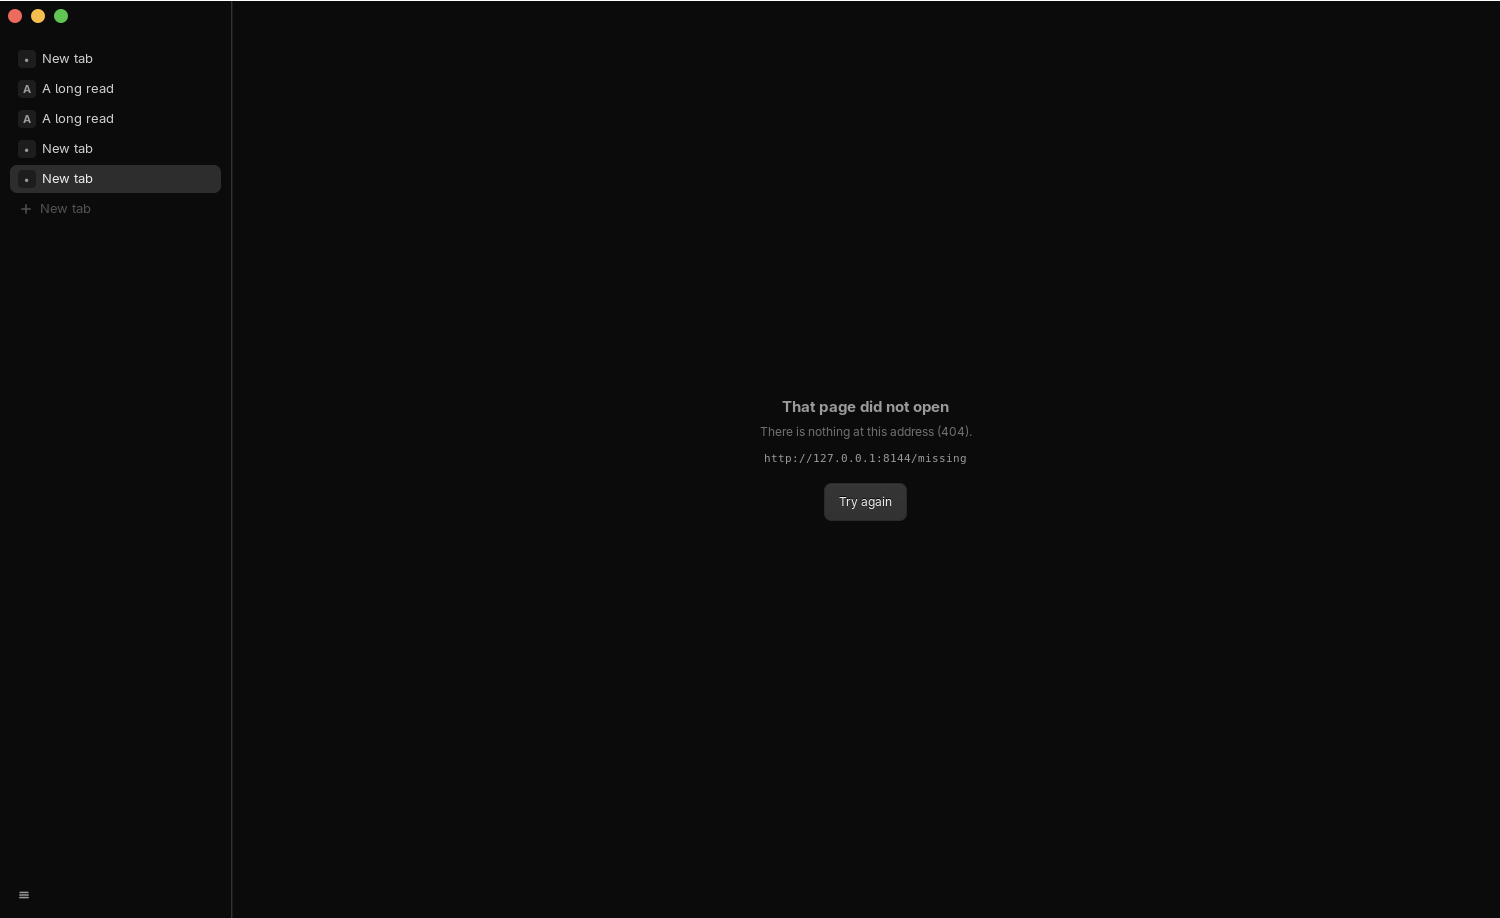 New tab
A A long read
A A long read
New tab
New tab
+ New tab
That page did not open
There is nothing at this address (404).
http://127.0.0.1:8144/missing
Try again